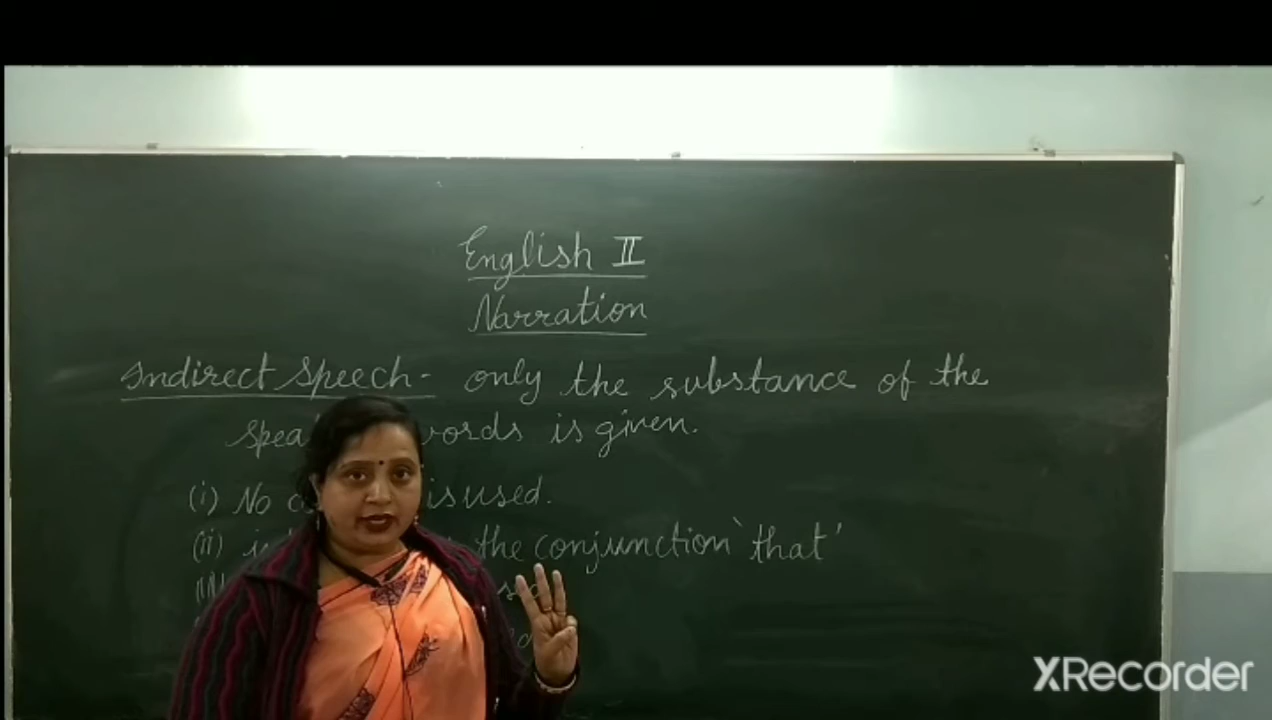 English II
Narration
Indirect Speech - only the substance of the
words is given.
(i) No is used.
(ii) the conjunction `that'
XRecorder